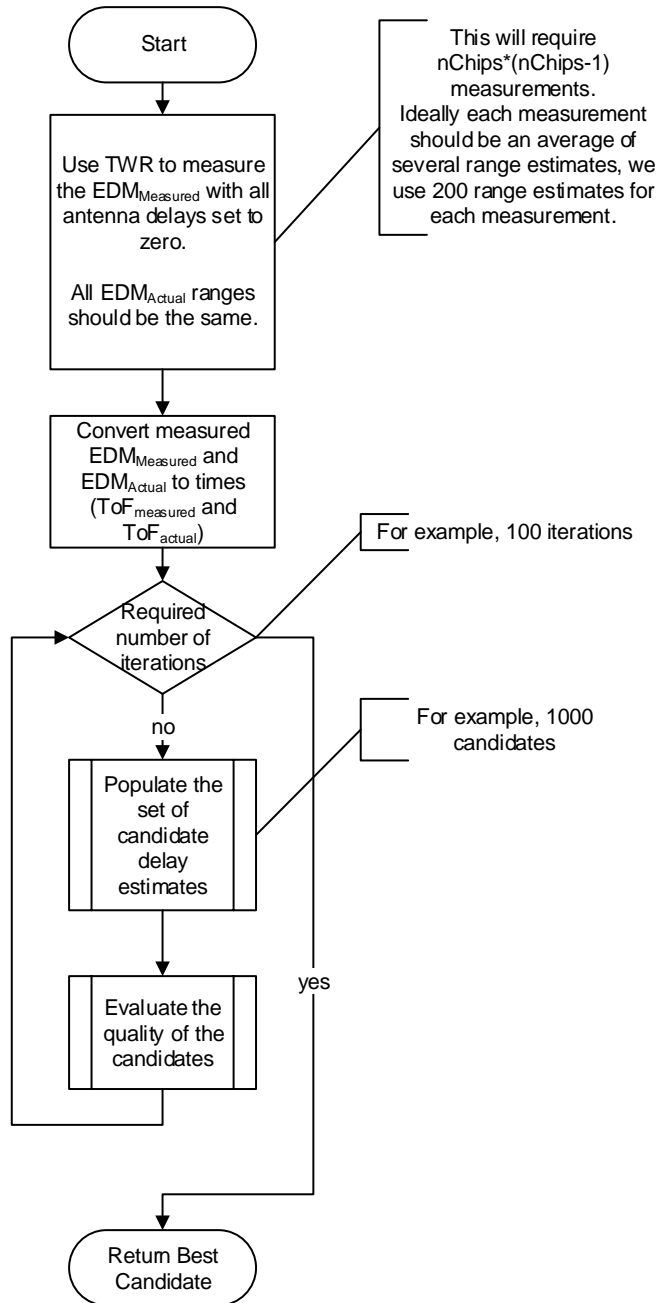 Start
This will require
nChips*(nChips-1)
measurements.
Ideally each measurement
should be an average of
several range estimates, we
use 200 range estimates for
each measurement.
Use TWR to measure
the EDMMeasured with all
antenna delays set to
zero.
All EDMActual ranges
should be the same.
Convert measured
EDMMeasured and
EDMActual to times
(ToFmeasured and
ToFactual)
For example, 100 iterations
Required
number of
iterations
no
For example, 1000
candidates
Populate the
set of
candidate
delay
estimates
yes
Evaluate the
quality of the
candidates
Return Best
Candidate